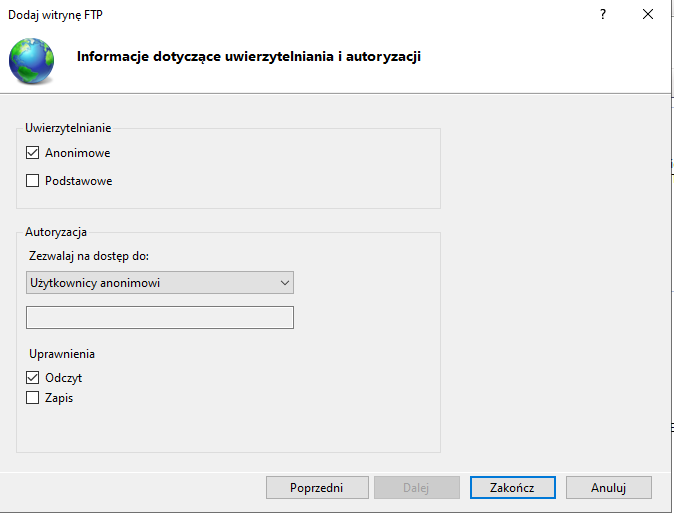 Dodaj witrynę FTP
?
Informacje dotyczące uwierzytelniania i autoryzacji
Uwierzytelnianie
Anonimowe
Podstawowe
Autoryzacja
Zezwalaj na dostęp do:
Użytkownicy anonimowi
Uprawnienia
Odczyt
Zapis
Poprzedni Dalej Zakończ Anuluj